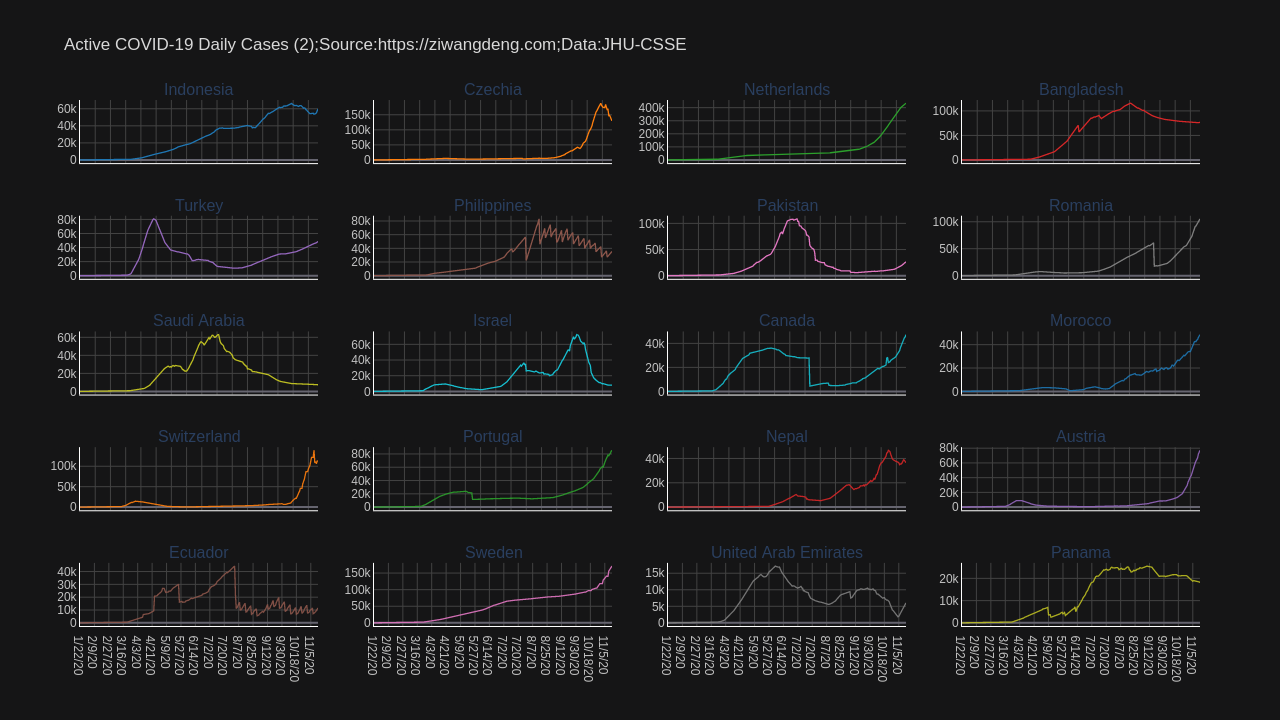 Active COVID-19 Daily Cases (2);Source:https://ziwangdeng.com;Data:JHU-CSSE
Indonesia
60k
40k
20k
0
Czechia
150k
100k
50k
0
Netherlands
400k
300k
200k
100k
0
Bangladesh
100k
50k
0
Turkey
80k
60k
40k
20k
0
Philippines
80k
60k
40k
20k
0
Pakistan
100k
50k
0
Romania
100k
50k
0
Saudi Arabia
60k
40k
20k
0
Israel
60k
40k
20k
0
Canada
40k
20k
0
Morocco
40k
20k
0
Switzerland
100k
50k
0
Portugal
80k
60k
40k
20k
0
Nepal
40k
20k
0
Austria
80k
60k
40k
20k
0
Ecuador
40k
30k
20k
10k
0
1/22/20
2/9/20
2/27/20
3/16/20
4/3/20
4/21/20
5/9/20
5/27/20
6/14/20
7/2/20
7/20/20
8/7/20
8/25/20
9/12/20
9/30/20
10/18/20
11/5/20
Sweden
150k
100k
50k
0
1/22/20
2/9/20
2/27/20
3/16/20
4/3/20
4/21/20
5/9/20
5/27/20
6/14/20
7/2/20
7/20/20
8/7/20
8/25/20
9/12/20
9/30/20
10/18/20
11/5/20
United Arab Emirates
15k
10k
5k
0
1/22/20
2/9/20
2/27/20
3/16/20
4/3/20
4/21/20
5/9/20
5/27/20
6/14/20
7/2/20
7/20/20
8/7/20
8/25/20
9/12/20
9/30/20
10/18/20
11/5/20
Panama
20k
10k
0
1/22/20
2/9/20
2/27/20
3/16/20
4/3/20
4/21/20
5/9/20
5/27/20
6/14/20
7/2/20
7/20/20
8/7/20
8/25/20
9/12/20
9/30/20
10/18/20
11/5/20